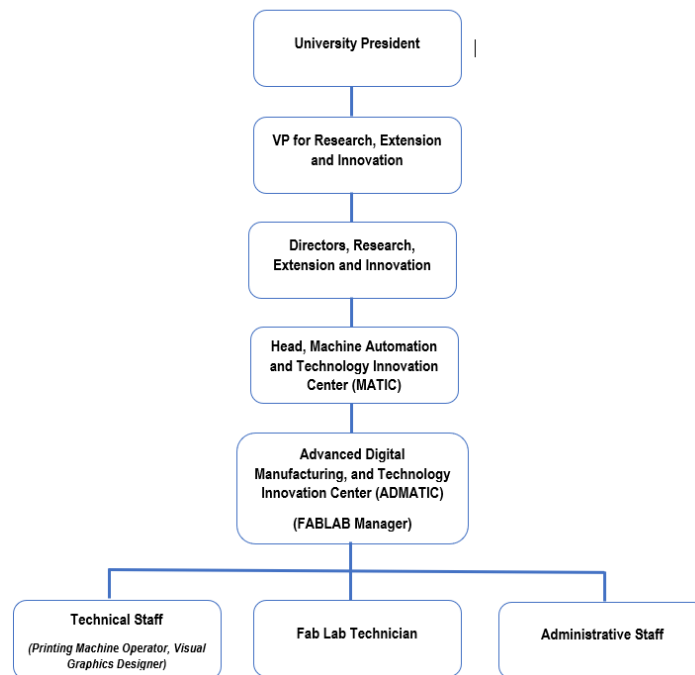 University President
VP for Research, Extension
and Innovation
Directors, Research,
Extension and Innovation
Head, Machine Automation
and Technology Innovation
Center (MATIC)
Advanced Digital
Manufacturing, and Technology
Innovation Center (ADMATIC)
(FABLAB Manager)
Technical Staff
(Printing Machine Operator, Visual
Graphics Designer)
Fab Lab Technician
Administrative Staff